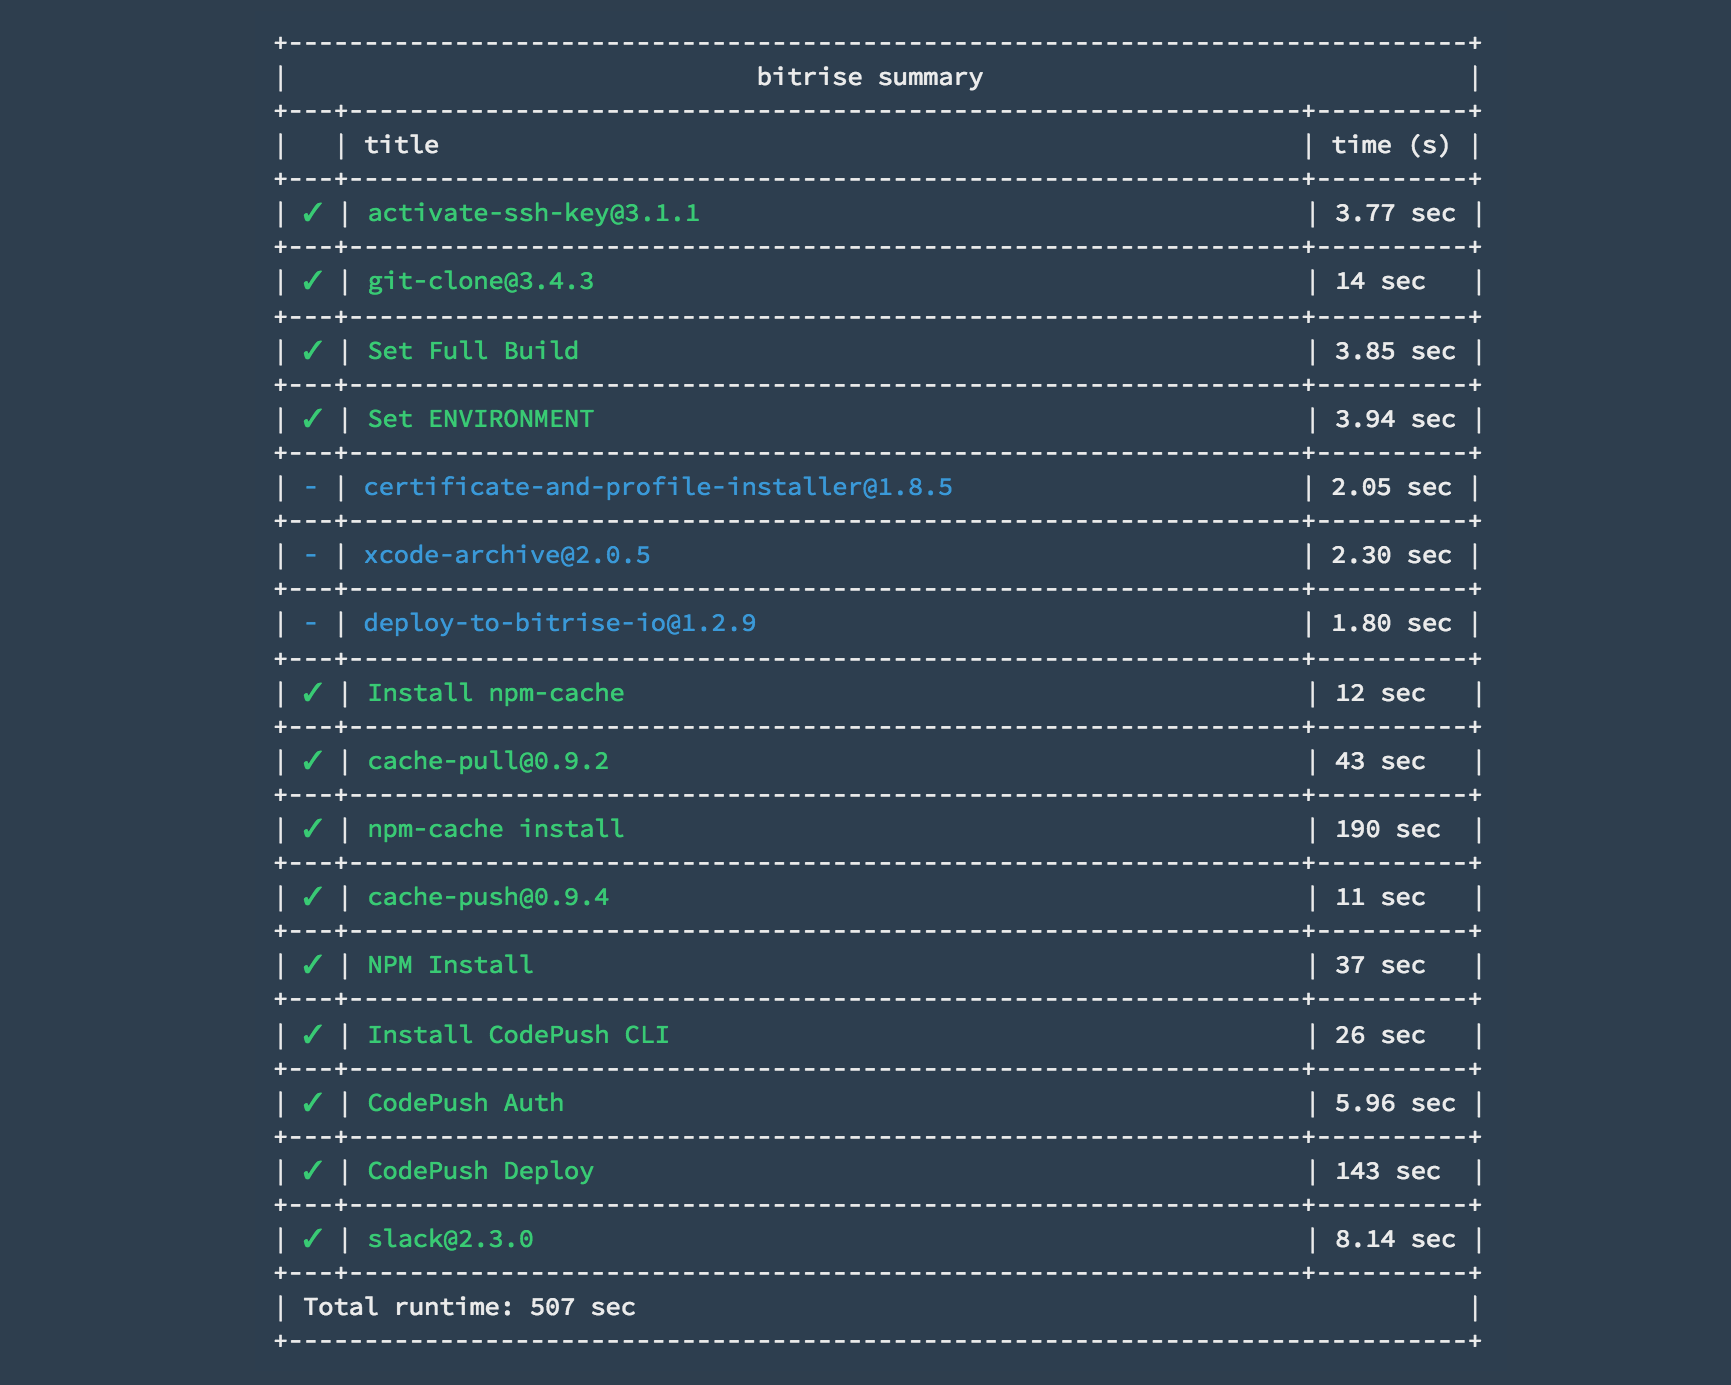 +------------------------------------------------------------------------------+
| bitrise summary |
+---+---------------------------------------------------------------+----------+
| | title | time (s) |
+---+---------------------------------------------------------------+----------+
| ✓ | activate-ssh-key@3.1.1 | 3.77 sec |
+---+---------------------------------------------------------------+----------+
| ✓ | git-clone@3.4.3 | 14 sec |
+---+---------------------------------------------------------------+----------+
| ✓ | Set Full Build | 3.85 sec |
+---+---------------------------------------------------------------+----------+
| ✓ | Set ENVIRONMENT | 3.94 sec |
+---+---------------------------------------------------------------+----------+
| - | certificate-and-profile-installer@1.8.5 | 2.05 sec |
+---+---------------------------------------------------------------+----------+
| - | xcode-archive@2.0.5 | 2.30 sec |
+---+---------------------------------------------------------------+----------+
| - | deploy-to-bitrise-io@1.2.9 | 1.80 sec |
+---+---------------------------------------------------------------+----------+
| ✓ | Install npm-cache | 12 sec |
+---+---------------------------------------------------------------+----------+
| ✓ | cache-pull@0.9.2 | 43 sec |
+---+---------------------------------------------------------------+----------+
| ✓ | npm-cache install | 190 sec |
+---+---------------------------------------------------------------+----------+
| ✓ | cache-push@0.9.4 | 11 sec |
+---+---------------------------------------------------------------+----------+
| ✓ | NPM Install | 37 sec |
+---+---------------------------------------------------------------+----------+
| ✓ | Install CodePush CLI | 26 sec |
+---+---------------------------------------------------------------+----------+
| ✓ | CodePush Auth | 5.96 sec |
+---+---------------------------------------------------------------+----------+
| ✓ | CodePush Deploy | 143 sec |
+---+---------------------------------------------------------------+----------+
| ✓ | slack@2.3.0 | 8.14 sec |
+---+---------------------------------------------------------------+----------+
| Total runtime: 507 sec |
+------------------------------------------------------------------------------+